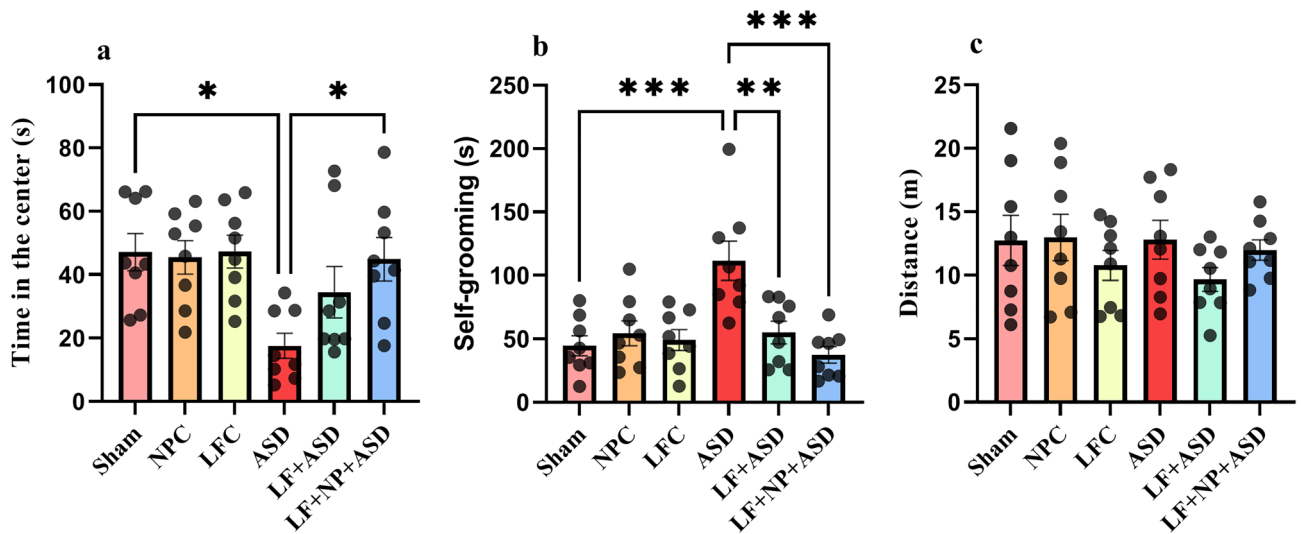 a
Time in the center (s)
100
80
60
40
20
0
* *
Sham NPC LFC ASD LF+ASD LF+NP+ASD
b
Self-grooming (s)
250
200
150
100
50
0
***
*** **
Sham NPC LFC ASD LF+ASD LF+NP+ASD
c
Distance (m)
25
20
15
10
5
0
Sham NPC LFC ASD LF+ASD LF+NP+ASD